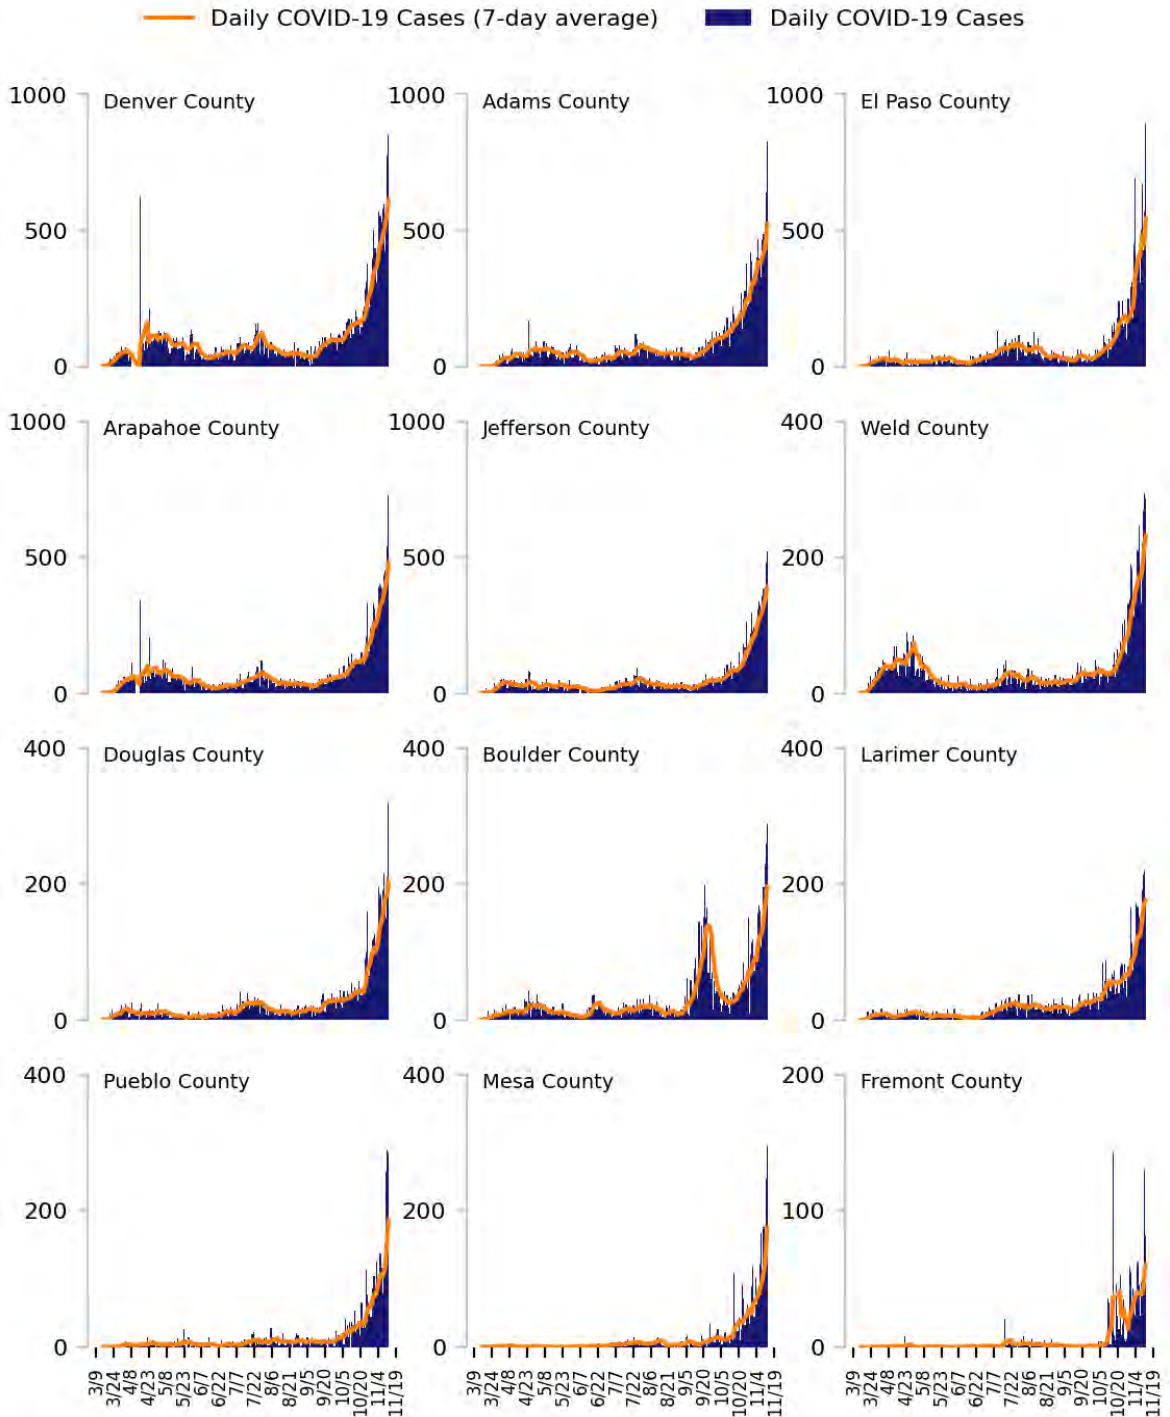 Daily COVID-19 Cases (7-day average) Daily COVID-19 Cases
1000 Denver County 1000 Adams County 1000 El Paso County
500 500 500
0 0 0
1000 Arapahoe County 1000 Jefferson County 400 Weld County
500 500 200
0 0 0
400 Douglas County 400 Boulder County 400 Larimer County
200 200 200
0 0 0
400 Pueblo County 400 Mesa County 200 Fremont County
200 200 100
0 0 0
3/9 3/24 4/8 4/23 5/8 5/23 6/7 6/22 7/7 7/22 8/6 8/21 9/5 9/20 10/5 10/20 11/4 11/19 3/9 3/24 4/8 4/23 5/8 5/23 6/7 6/22 7/7 7/22 8/6 8/21 9/5 9/20 10/5 10/20 11/4 11/19 3/9 3/24 4/8 4/23 5/8 5/23 6/7 6/22 7/7 7/22 8/6 8/21 9/5 9/20 10/5 10/20 11/4 11/19